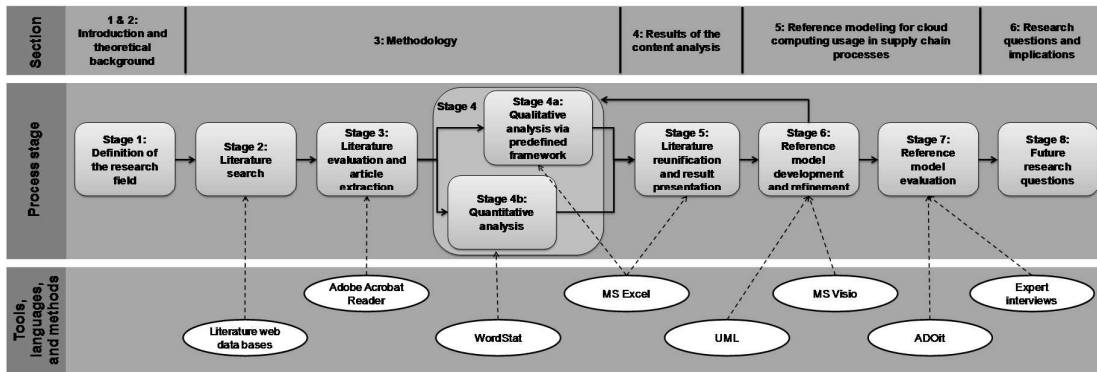 Section
1 & 2:
Introduction and
theoretical
background
3: Methodology
4: Results of the
content analysis
5: Reference modeling for cloud
computing usage in supply chain
processes
6: Research
questions and
implications
Process stage
Stage 1:
Definition of
the research
field
Stage 2:
Literature
search
Stage 3:
Literature
evaluation and
article
extraction
Stage 4
Stage 4a:
Qualitative
analysis via
predefined
framework
Stage 4b:
Quantitative
analysis
Stage 5:
Literature
reunification
and result
presentation
Stage 6:
Reference
model
development
and refinement
Stage 7:
Reference
model
evaluation
Stage 8:
Future
research
questions
Tools,
languages,
and methods
Adobe Acrobat
Reader
MS Excel
MS Visio
Expert
interviews
Literature web
data bases
WordStat
UML
ADOit